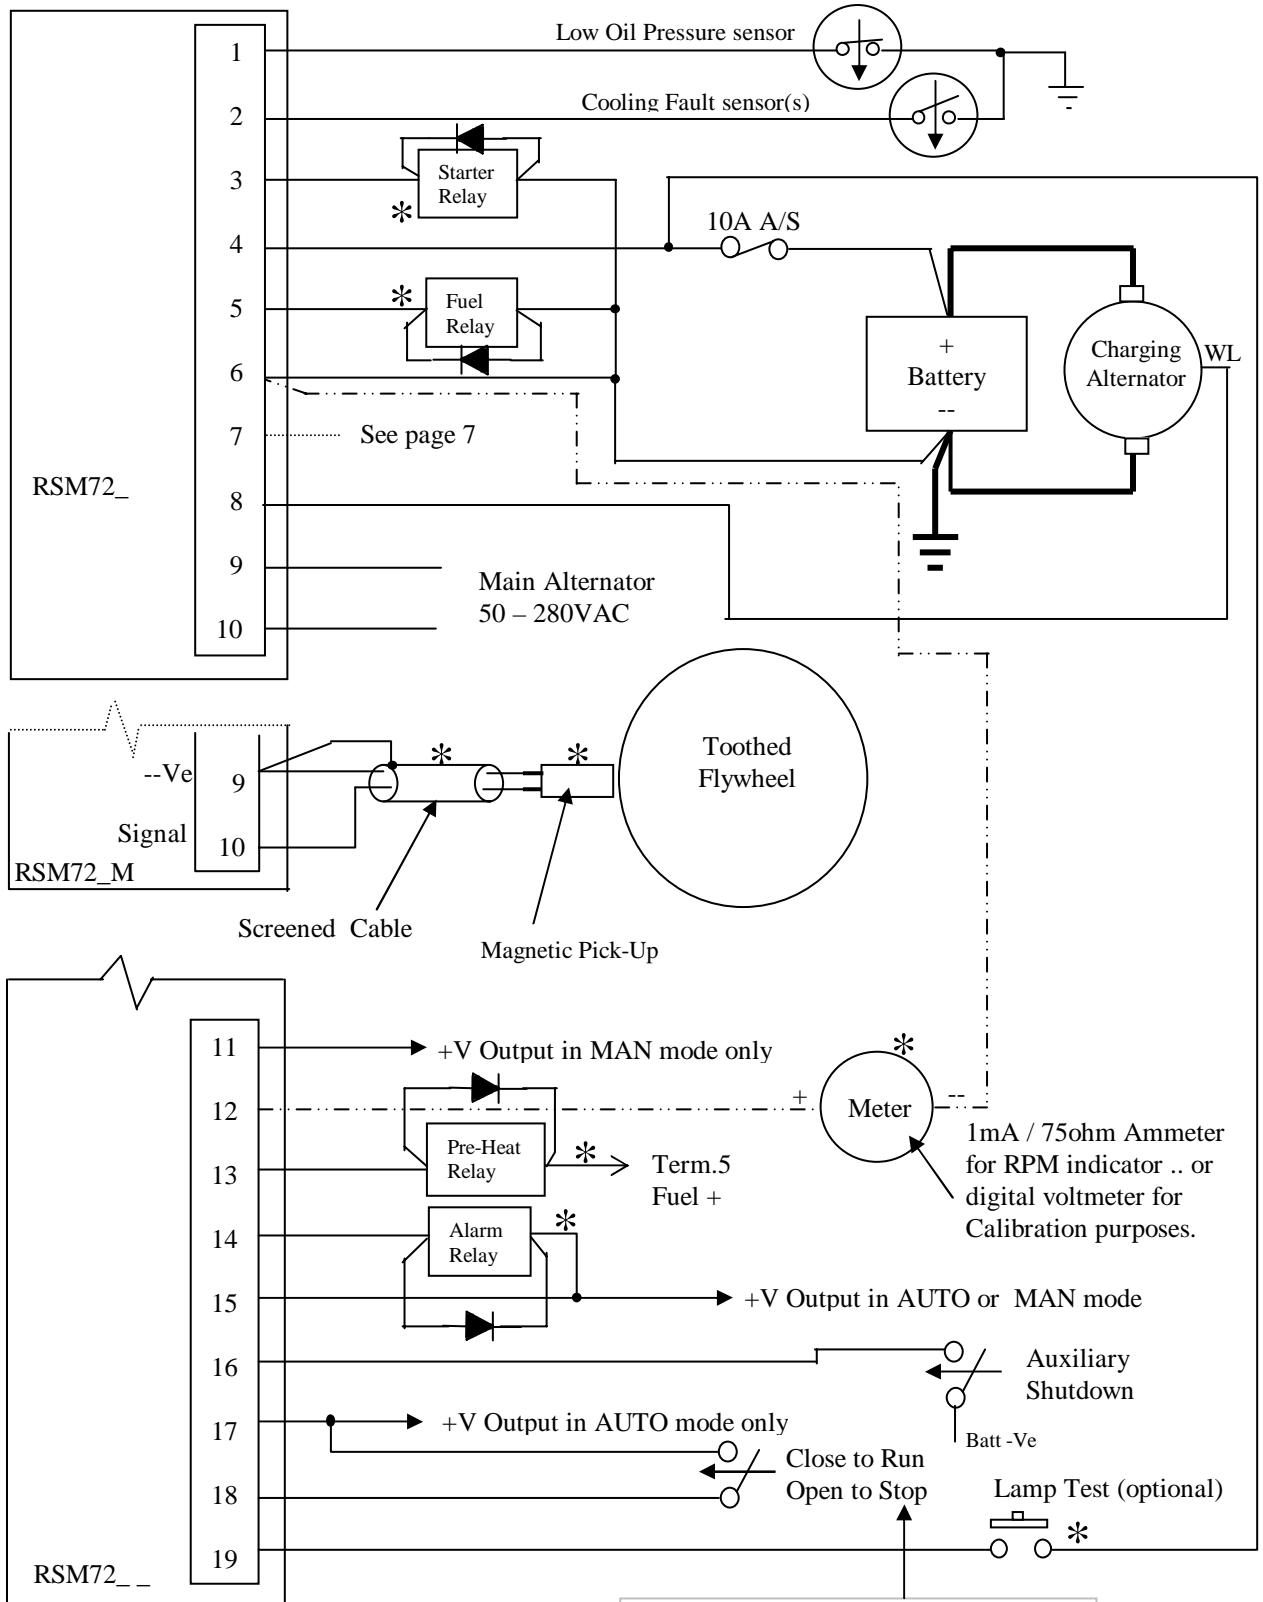 Low Oil Pressure sensor
1
Cooling Fault sensor(s)
2
Starter
Relay
3
*
10A A/S
4
* Fuel
Relay
5
+
Battery
--
Charging
Alternator
WL
6
7 See page 7
RSM72_
8
9
Main Alternator
50 – 280VAC
10
Toothed
Flywheel
* *
--Ve
9
Signal
10
RSM72_M
Screened Cable
Magnetic Pick-Up
11
+V Output in MAN mode only
*
12
+ Meter --
1mA / 75ohm Ammeter
for RPM indicator .. or
digital voltmeter for
Calibration purposes.
Pre-Heat
Relay
*
13
Term.5
Fuel +
14
Alarm
Relay
*
15
+V Output in AUTO or MAN mode
16
Auxiliary
Shutdown
Batt -Ve
17
+V Output in AUTO mode only
Close to Run
Open to Stop
18
Lamp Test (optional)
*
19
RSM72_ _